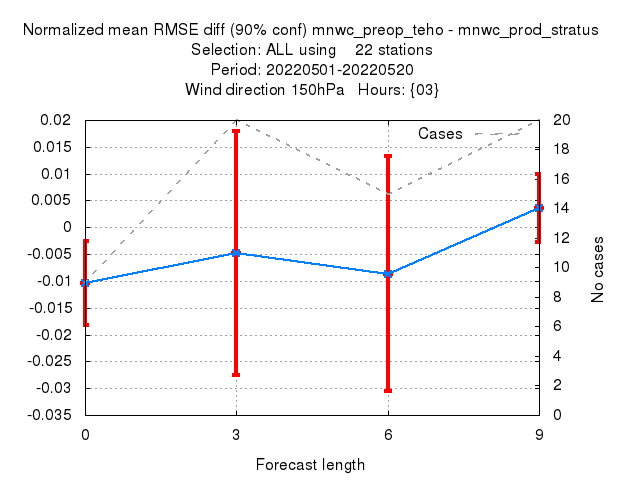 Normalized mean RMSE diff (90% conf) mnwc_preop_teho - mnwc_prod_stratus
Selection: ALL using    22 stations
Period: 20220501-20220520
Wind direction 150hPa   Hours: {03}
Cases
0.02
0.015
0.01
0.005
0
-0.005
-0.01
-0.015
-0.02
-0.025
-0.03
-0.035
20
18
16
14
12
10
8
6
4
2
0
No cases
0 3 6 9
Forecast length